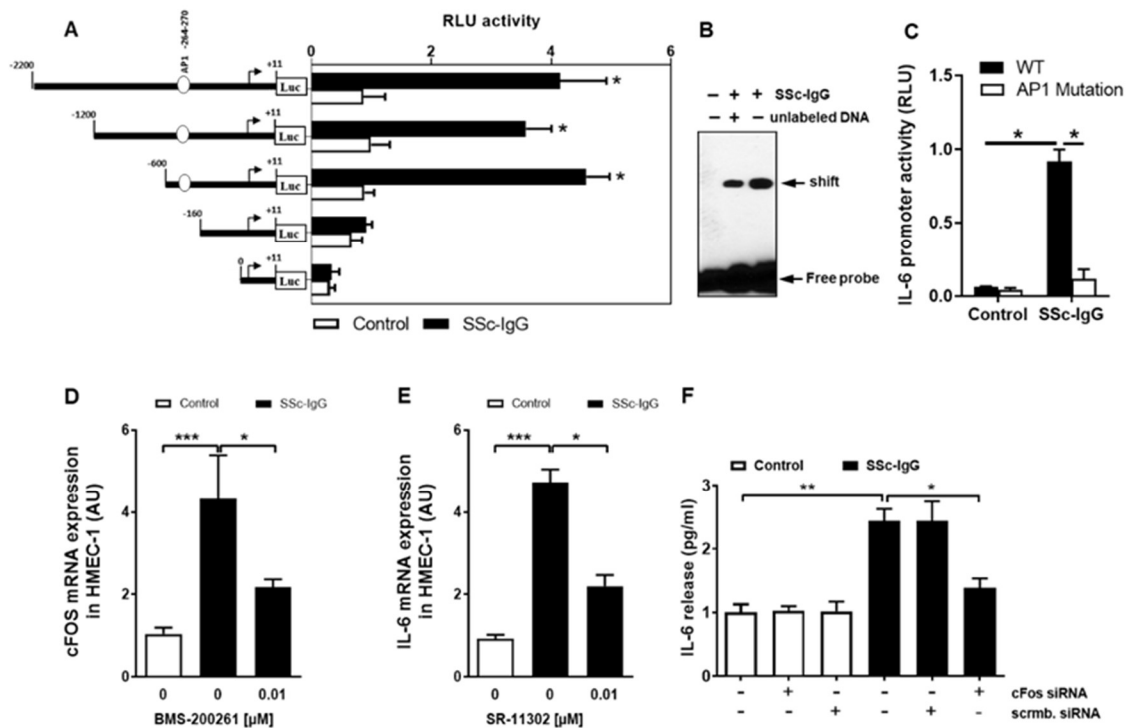 A
RLU activity
0 2 4 6
AP1 -264-270
-2200
+11
Luc
*
-1200
+11
Luc
*
-600
+11
Luc
*
-160
+11
Luc
0
+11
Luc
Control SSc-IgG
B
- + + SSc-IgG
- + - unlabeled DNA
shift
Free probe
C
WT
AP1 Mutation
IL-6 promoter activity (RLU)
1.5
1.0
0.5
0.0
* *
Control SSc-IgG
D
Control SSc-IgG
cFOS mRNA expression
in HMEC-1 (AU)
6
4
2
0
*** *
0 0 0.01
BMS-200261 [µM]
E
Control SSc-IgG
IL-6 mRNA expression
in HMEC-1 (AU)
6
4
2
0
*** *
0 0 0.01
SR-11302 [µM]
F
Control SSc-IgG
IL-6 release (pg/ml)
3
2
1
0
** *
- + - - - + cFos siRNA
- - + - + - scrmb. siRNA